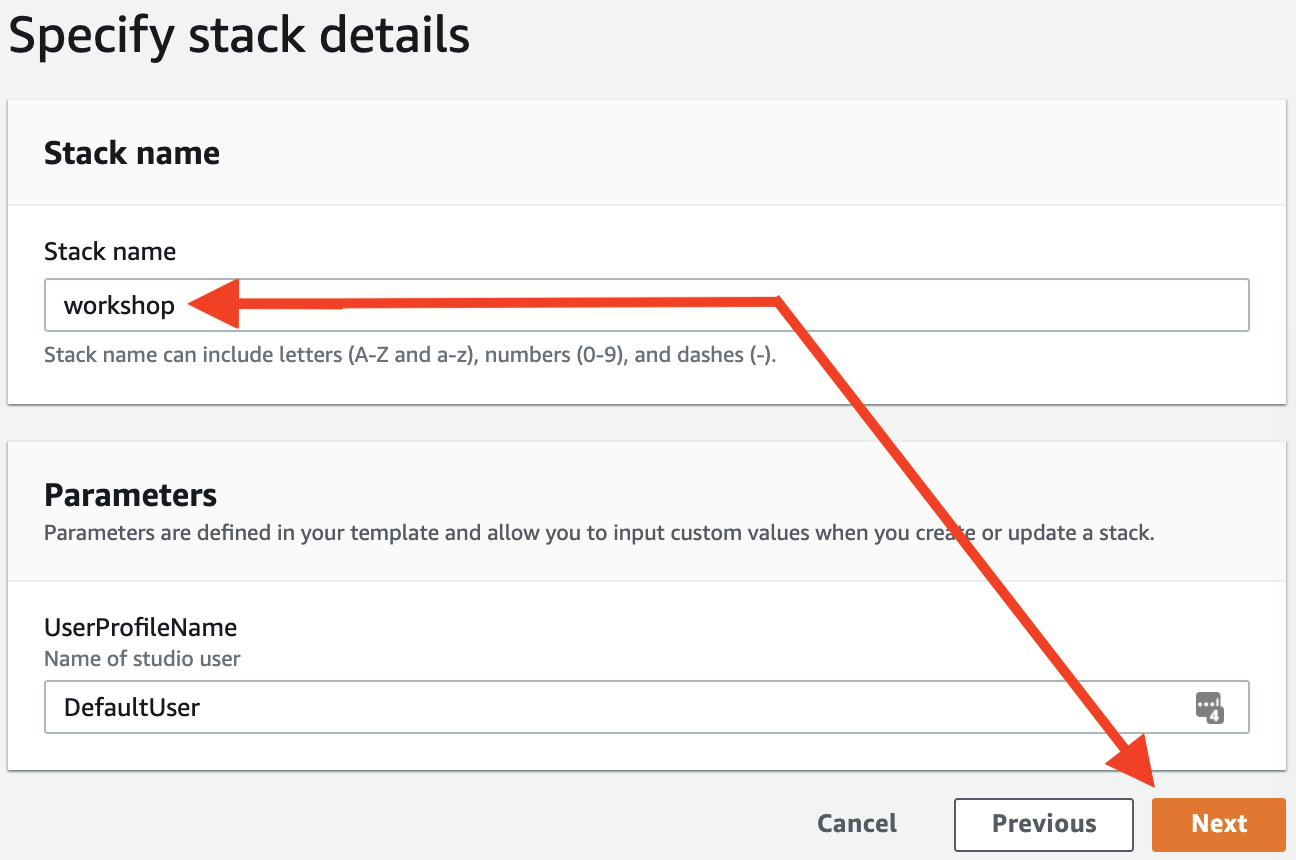 Specify stack details
Stack name
Stack name
workshop
Stack name can include letters (A-Z and a-z), numbers (0-9), and dashes (-).
Parameters
Parameters are defined in your template and allow you to input custom values when you create or update a stack.
UserProfileName
Name of studio user
DefaultUser
4
Cancel
Previous
Next